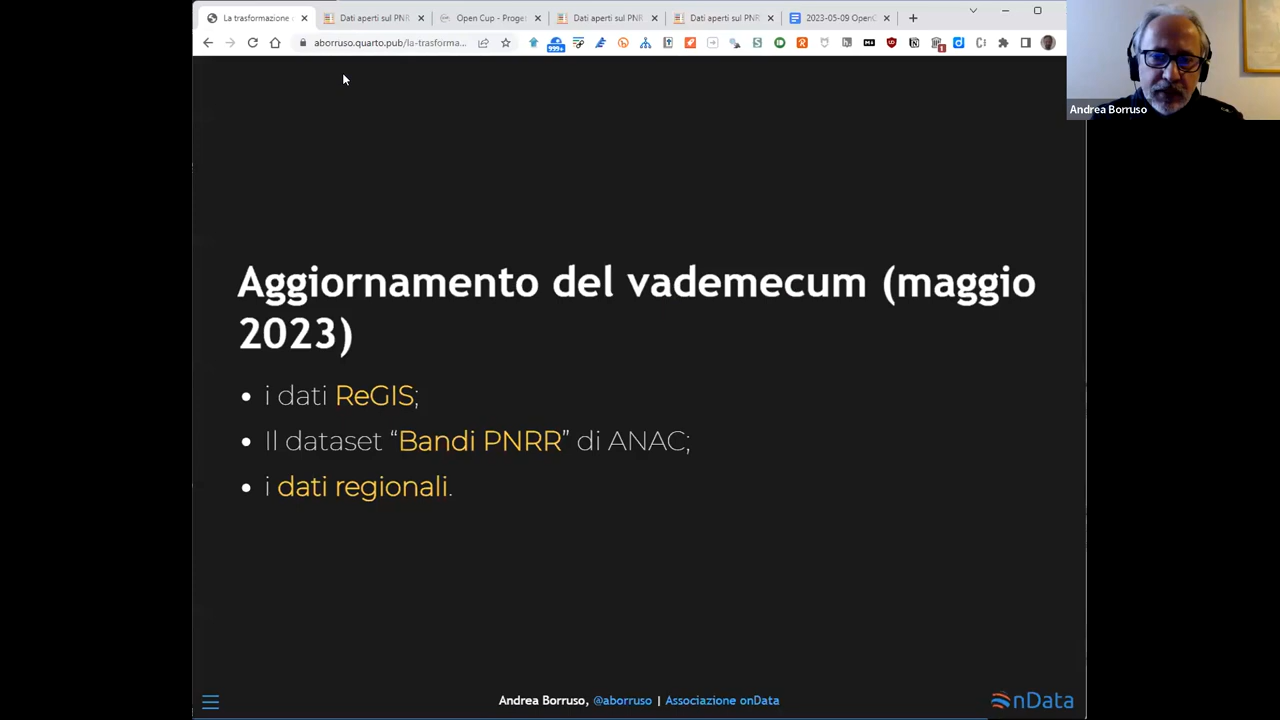 La trasformazione
Dati aperti sul PNR
Open Cup - Proge
Dati aperti sul PNR
Dati aperti sul PNR
2023-05-09 Open
aborruso.quarto.pub/la-trasforma...
999+
1
Andrea Borruso
Aggiornamento del vademecum (maggio
2023)
• i dati ReGIS;
• Il dataset “Bandi PNRR” di ANAC;
• i dati regionali.
Andrea Borruso, @aborruso | Associazione onData
onData